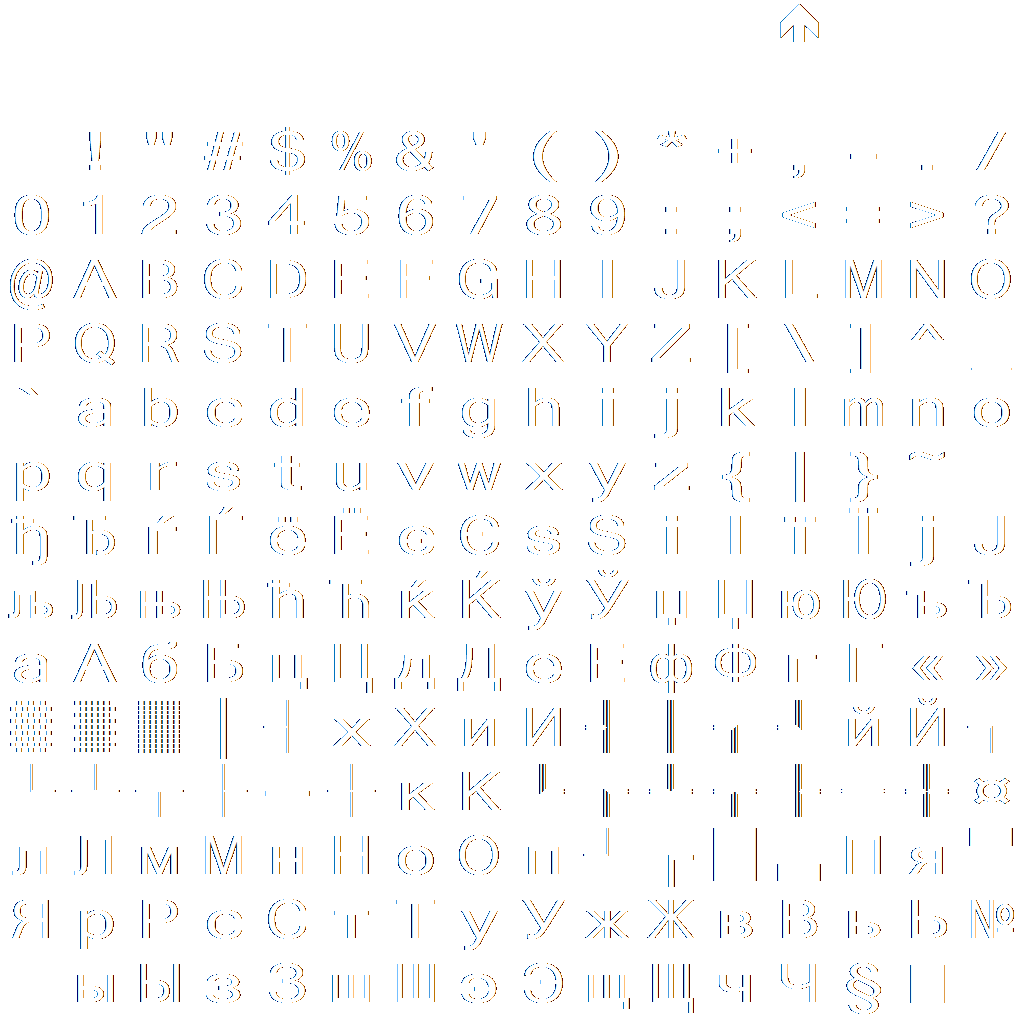 ! " # $ % & ' ( ) * + , - . /
0 1 2 3 4 5 6 7 8 9 : ; < = > ?
@ A B C D E F G H I J K L M N O
P Q R S T U V W X Y Z [ \ ] ^ _
` a b c d e f g h i j k l m n o
p q r s t u v w x y z { | } ~
ђ Ђ ѓ Ѓ ё Ё є Є ѕ Ѕ і І ї Ї ј Ј
љ Љ њ Њ ћ Ћ ќ Ќ ў Ў џ Џ ю Ю ъ Ъ
а А б Б ц Ц д Д е Е ф Ф г Г « »
░ ▒ ▓ │ ┤ х Х и И ╣ ║ ╗ ╝ й Й ┐
└ ┴ ┬ ├ ─ ┼ к К ╚ ╔ ╩ ╦ ╠ ═ ╬ ¤
л Л м М н Н о О п ┘ ┌ █ ▄ П я ▀
Я р Р с С т Т у У ж Ж в В ь Ь №
ы Ы з З ш Ш э Э щ Щ ч Ч § ■